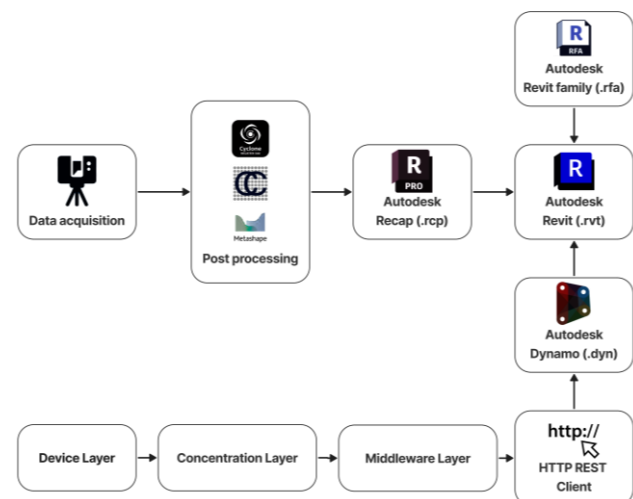 R
RFA
Autodesk
Revit family (.rfa)
Data acquisition
Cyclone
CC
Metashape
Post processing
R
PRO
Autodesk
Recap (.rcp)
R
Autodesk
Revit (.rvt)
Autodesk
Dynamo (.dyn)
Device Layer
Concentration Layer
Middleware Layer
http://
HTTP REST
Client